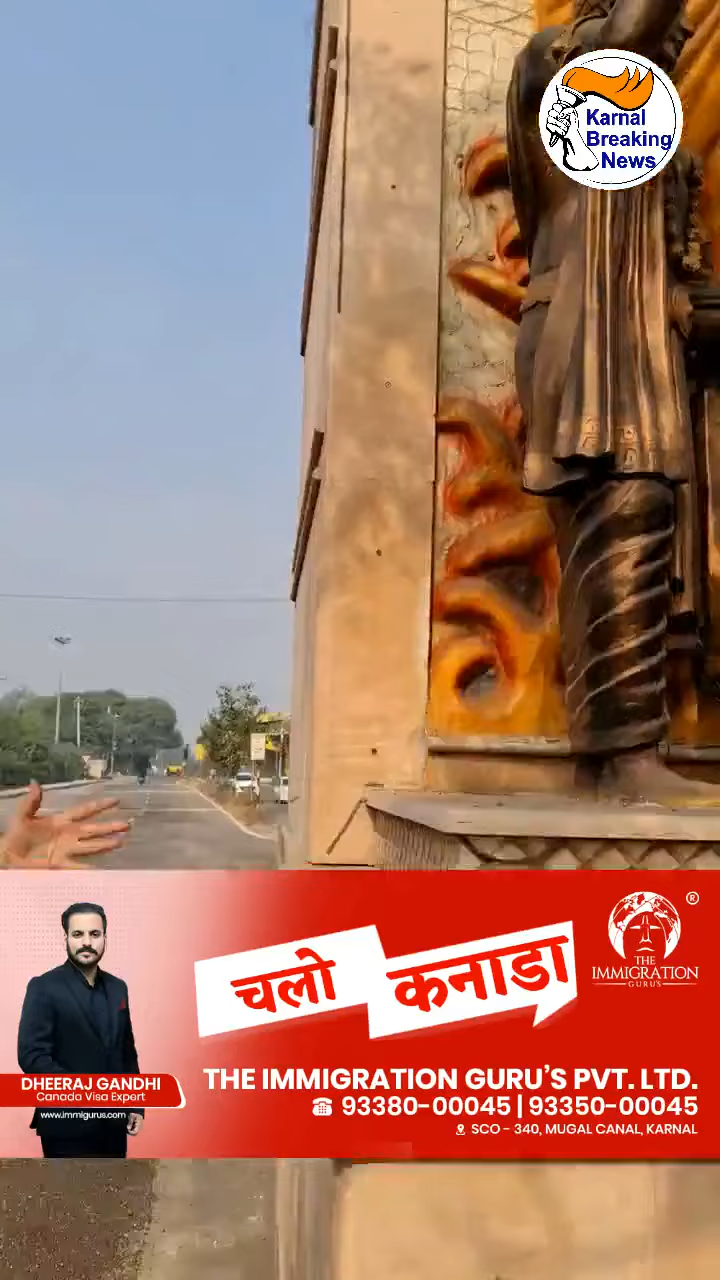 Karnal
Breaking
News
चलो कनाडा
®
THE
IMMIGRATION
GURU'S
DHEERAJ GANDHI
Canada Visa Expert
www.immigurus.com
THE IMMIGRATION GURU'S PVT. LTD.
93380-00045 | 93350-00045
SCO - 340, MUGAL CANAL, KARNAL